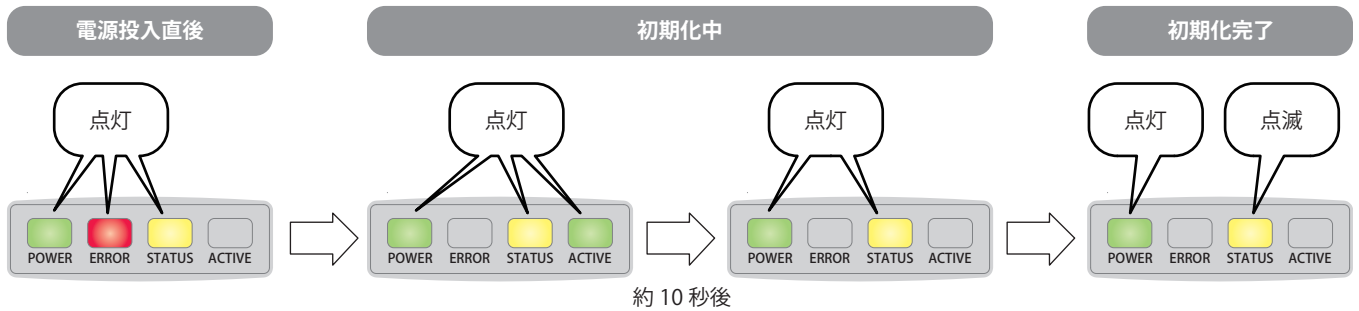 電源投入直後
初期化中
初期化完了
点灯
点灯
点灯
点灯
点滅
POWER ERROR STATUS ACTIVE
POWER ERROR STATUS ACTIVE
POWER ERROR STATUS ACTIVE
POWER ERROR STATUS ACTIVE
約 10 秒後